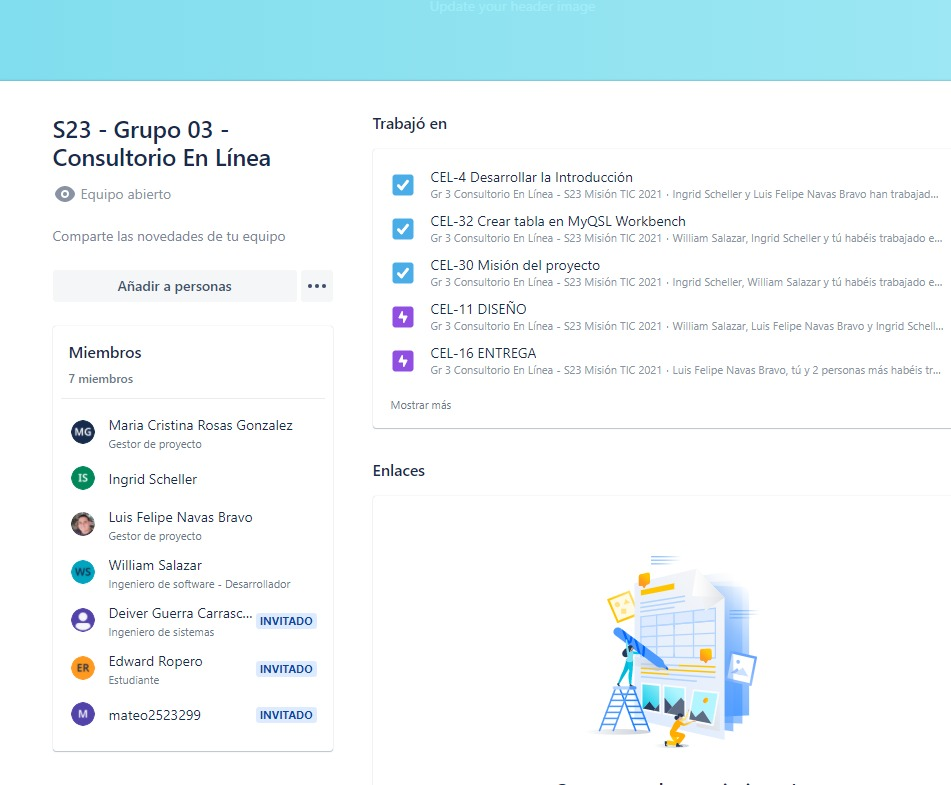 Update your header image
S23 - Grupo 03 -
Consultorio En Línea
Equipo abierto
Comparte las novedades de tu equipo
Añadir a personas
Miembros
7 miembros
MG
Maria Cristina Rosas Gonzalez
Gestor de proyecto
IS
Ingrid Scheller
Luis Felipe Navas Bravo
Gestor de proyecto
WS
William Salazar
Ingeniero de software - Desarrollador
Deiver Guerra Carrasc... INVITADO
Ingeniero de sistemas
ER
Edward Ropero INVITADO
Estudiante
M
mateo2523299 INVITADO
Trabajó en
CEL-4 Desarrollar la Introducción
Gr 3 Consultorio En Línea - S23 Misión TIC 2021 · Ingrid Scheller y Luis Felipe Navas Bravo han trabajad...
CEL-32 Crear tabla en MyQSL Workbench
Gr 3 Consultorio En Línea - S23 Misión TIC 2021 · William Salazar, Ingrid Scheller y tú habéis trabajado e...
CEL-30 Misión del proyecto
Gr 3 Consultorio En Línea - S23 Misión TIC 2021 · Ingrid Scheller, William Salazar y tú habéis trabajado e...
CEL-11 DISEÑO
Gr 3 Consultorio En Línea - S23 Misión TIC 2021 · William Salazar, Luis Felipe Navas Bravo y Ingrid Schell...
CEL-16 ENTREGA
Gr 3 Consultorio En Línea - S23 Misión TIC 2021 · Luis Felipe Navas Bravo, tú y 2 personas más habéis tr...
Mostrar más
Enlaces